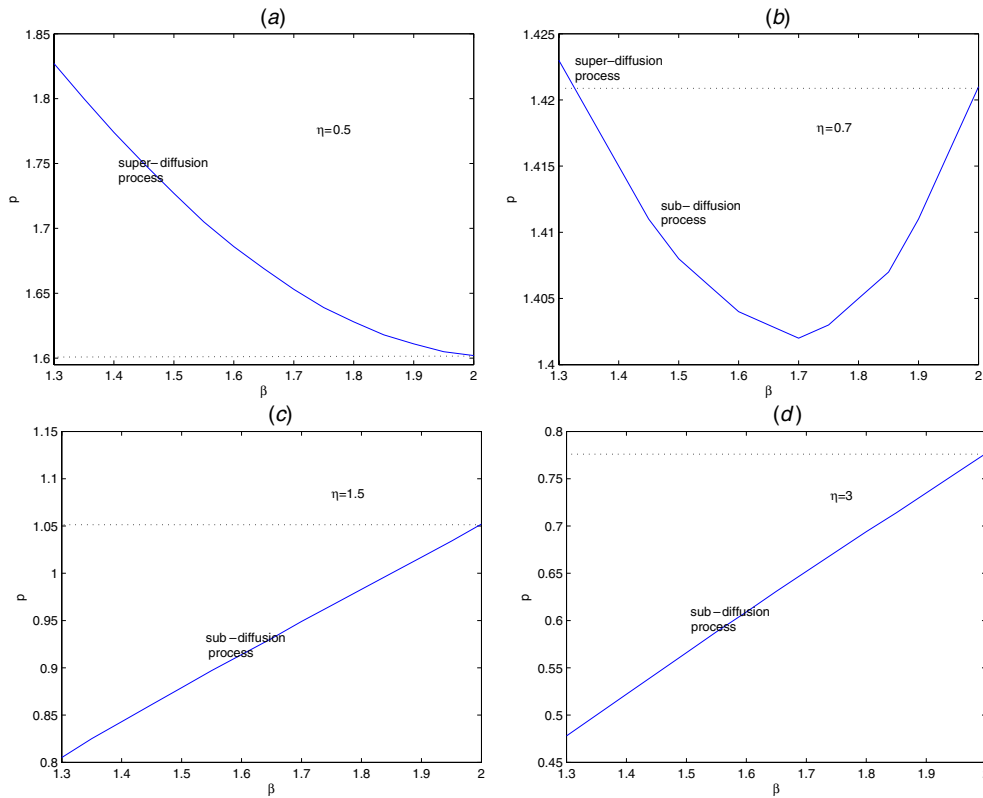 (a)
1.85
1.8
1.75
1.7
1.65
1.6
p
η=0.5
super–diffusion
process
1.3 1.4 1.5 1.6 1.7 1.8 1.9 2
β
(b)
1.425
1.42
1.415
1.41
1.405
1.4
p
super–diffusion
process
η=0.7
sub–diffusion
process
1.3 1.4 1.5 1.6 1.7 1.8 1.9 2
β
(c)
1.15
1.1
1.05
1
0.95
0.9
0.85
0.8
p
η=1.5
sub–diffusion
process
1.3 1.4 1.5 1.6 1.7 1.8 1.9 2
β
(d)
0.8
0.75
0.7
0.65
0.6
0.55
0.5
0.45
p
η=3
sub–diffusion
process
1.3 1.4 1.5 1.6 1.7 1.8 1.9 2
β